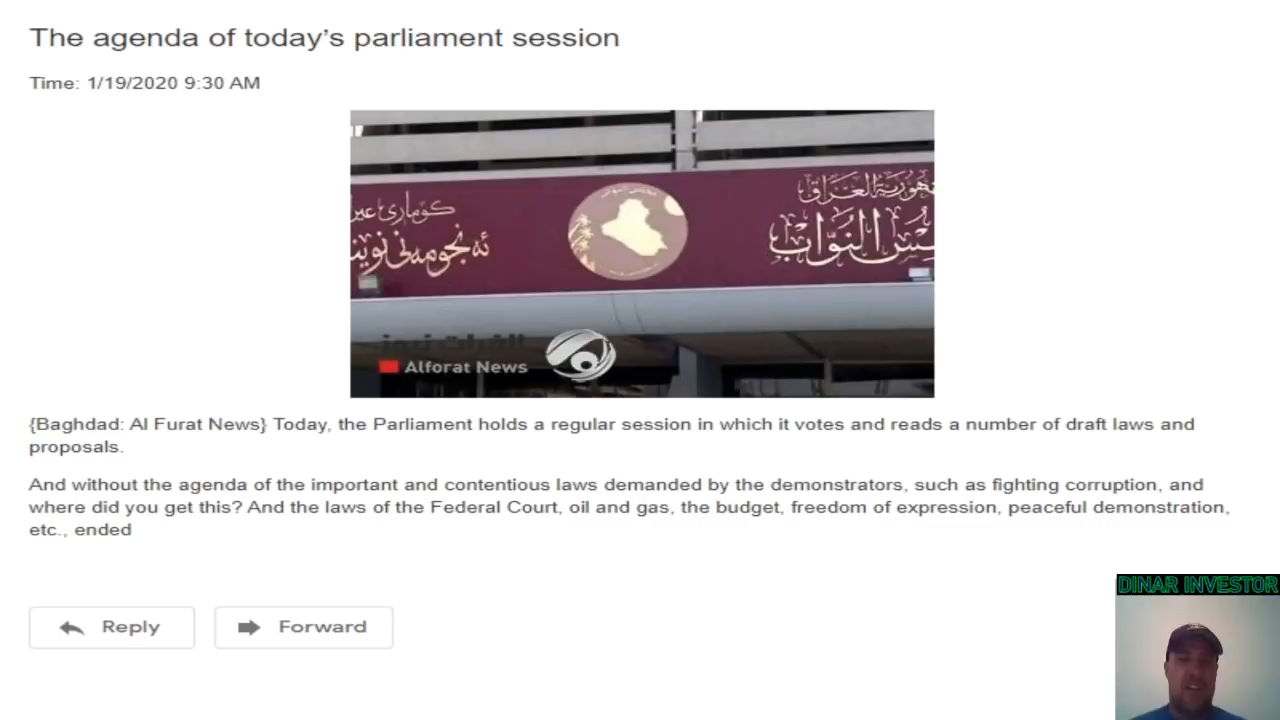 The agenda of today’s parliament session
Time: 1/19/2020 9:30 AM
كۆماری
ئەنجومەنی
العراق
النواب
Alforat News
{Baghdad: Al Furat News} Today, the Parliament holds a regular session in which it votes and reads a number of draft laws and
proposals.
And without the agenda of the important and contentious laws demanded by the demonstrators, such as fighting corruption, and
where did you get this? And the laws of the Federal Court, oil and gas, the budget, freedom of expression, peaceful demonstration,
etc., ended
Reply
Forward
DINAR INVESTOR